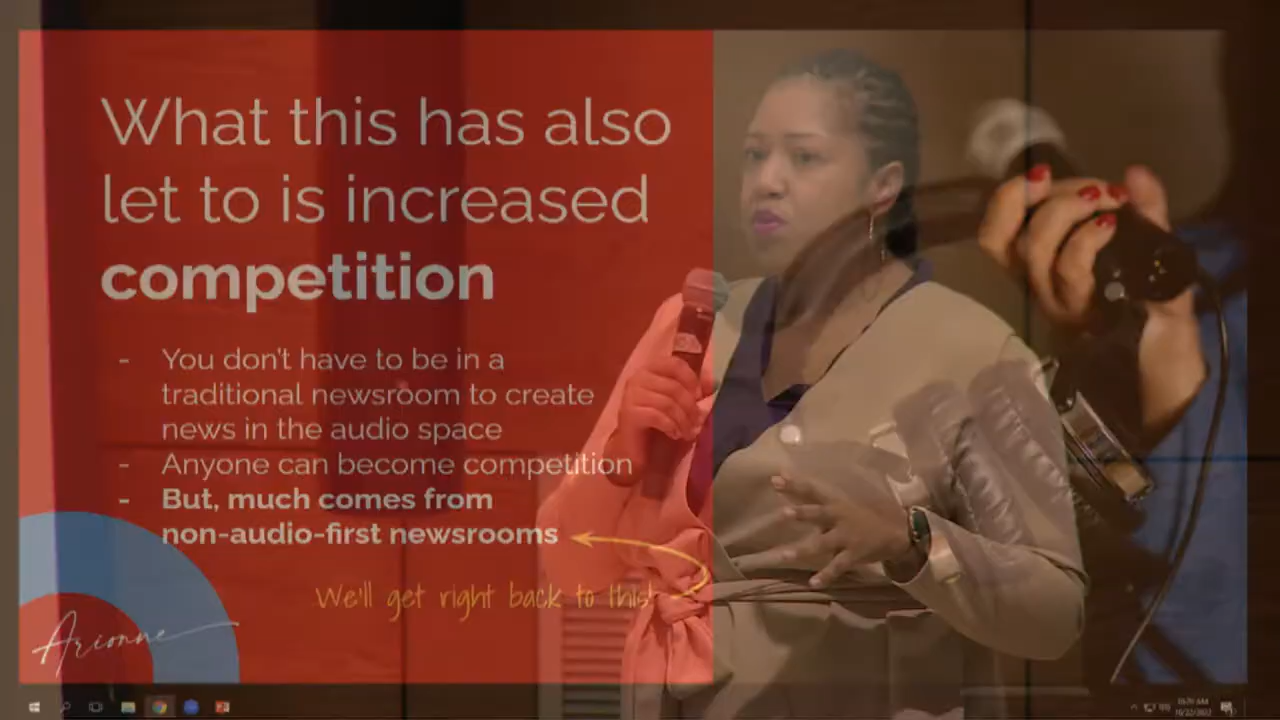 What this has also
let to is increased
competition
- You don't have to be in a
traditional newsroom to create
news in the audio space
- Anyone can become competition
- But, much comes from
non-audio-first newsrooms
We'll get right back to this!
Arionne